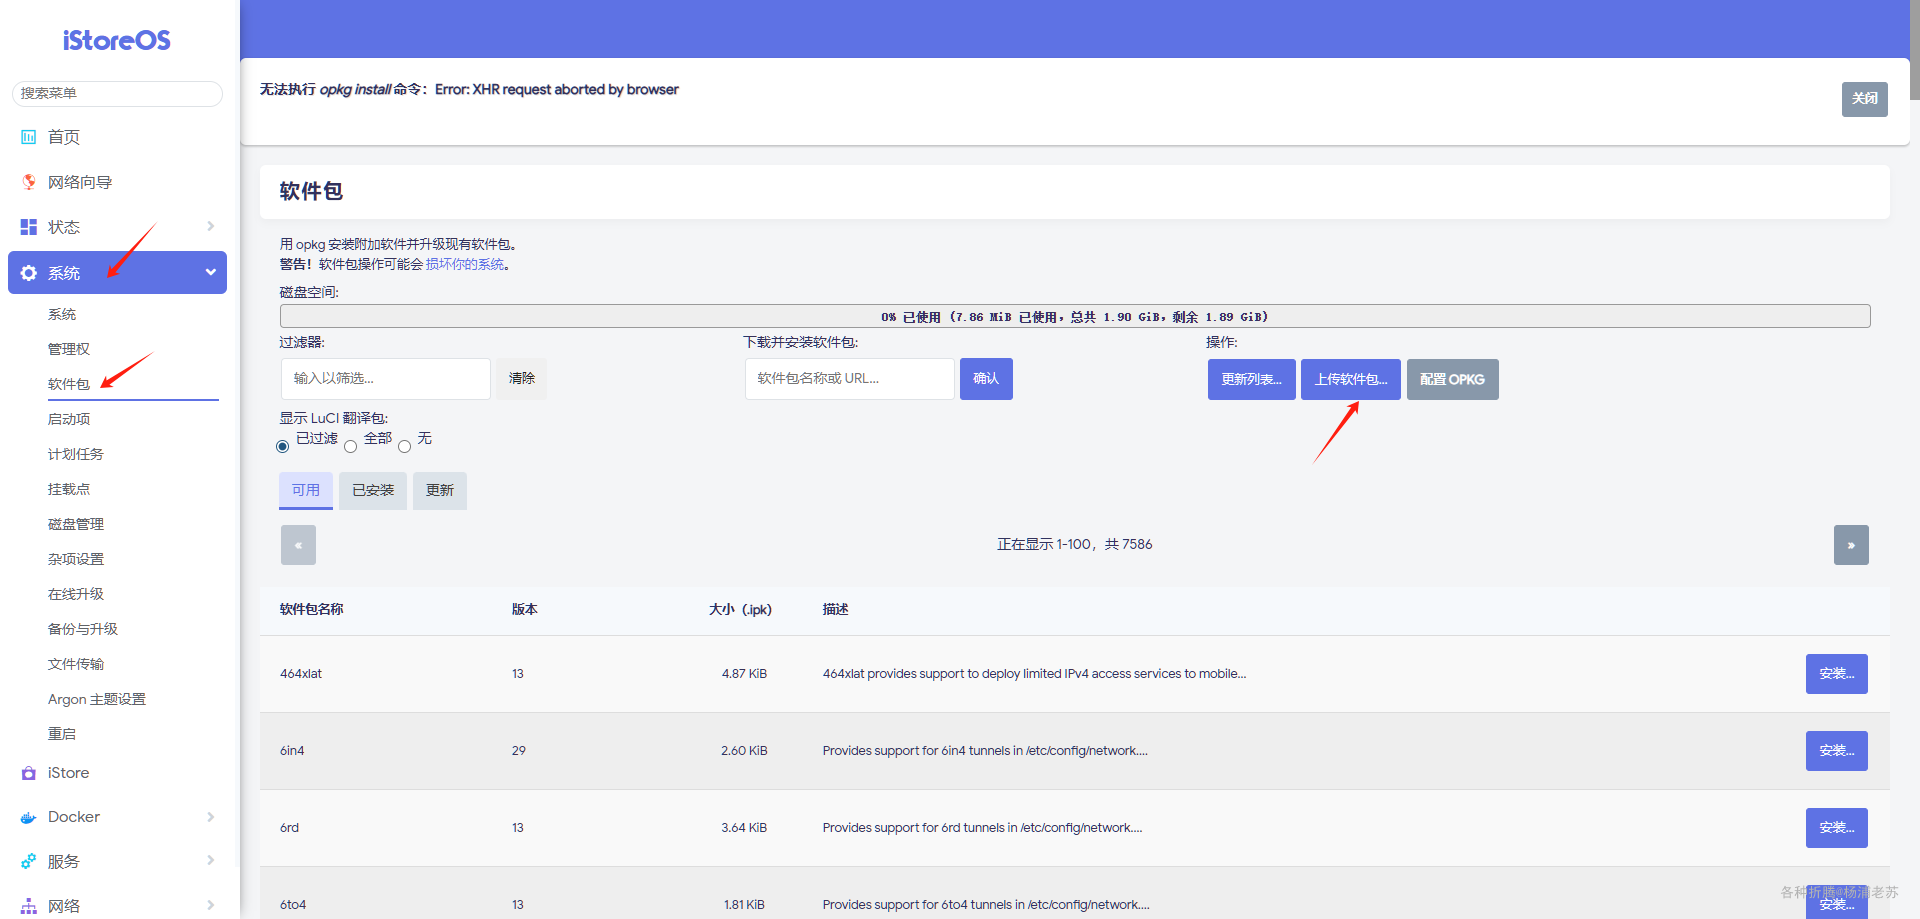 iStoreOS
搜索菜单
首页
网络向导
状态
系统
系统
管理权
软件包
启动项
计划任务
挂载点
磁盘管理
杂项设置
在线升级
备份与升级
文件传输
Argon 主题设置
重启
iStore
Docker
服务
网络
无法执行 opkg install 命令：Error: XHR request aborted by browser
关闭
软件包
用 opkg 安装附加软件并升级现有软件包。
警告！软件包操作可能会 损坏你的系统。
磁盘空间:
0% 已使用 (7.86 MiB 已使用，总共 1.90 GiB，剩余 1.89 GiB)
过滤器: 下载并安装软件包: 操作:
输入以筛选... 清除 软件包名称或 URL... 确认 更新列表... 上传软件包... 配置 OPKG
显示 LuCI 翻译包:
已过滤 全部 无
可用 已安装 更新
« 正在显示 1-100，共 7586 »
软件包名称 版本 大小（.ipk） 描述
464xlat 13 4.87 KiB 464xlat provides support to deploy limited IPv4 access services to mobile... 安装...
6in4 29 2.60 KiB Provides support for 6in4 tunnels in /etc/config/network.... 安装...
6rd 13 3.64 KiB Provides support for 6rd tunnels in /etc/config/network.... 安装...
6to4 13 1.81 KiB Provides support for 6to4 tunnels in /etc/config/network.... 安装...
各种折腾@杨浦老苏